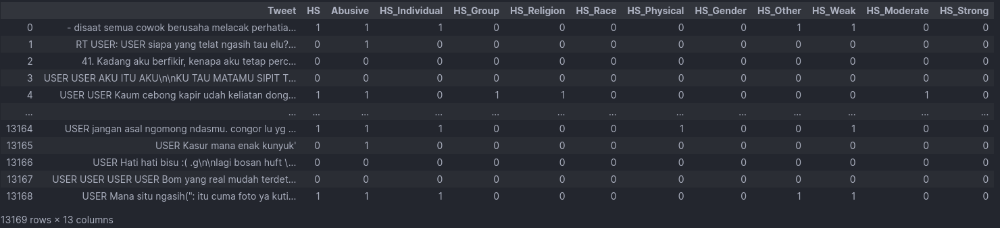 Tweet HS Abusive HS_Individual HS_Group HS_Religion HS_Race HS_Physical HS_Gender HS_Other HS_Weak HS_Moderate HS_Strong
0 - disaat semua cowok berusaha melacak perhatia... 1 1 1 0 0 0 0 0 1 1 0 0
1 RT USER: USER siapa yang telat ngasih tau elu?... 0 1 0 0 0 0 0 0 0 0 0 0
2 41. Kadang aku berfikir, kenapa aku tetap perc... 0 0 0 0 0 0 0 0 0 0 0 0
3 USER USER AKU ITU AKU\n\nKU TAU MATAMU SIPIT T... 0 0 0 0 0 0 0 0 0 0 0 0
4 USER USER Kaum cebong kapir udah keliatan dong... 1 1 0 1 1 0 0 0 0 0 1 0
... ... ... ... ... ... ... ... ... ... ... ... ... ...
13164 USER jangan asal ngomong ndasmu. congor lu yg ... 1 1 1 0 0 0 1 0 0 1 0 0
13165 USER Kasur mana enak kunyuk' 0 1 0 0 0 0 0 0 0 0 0 0
13166 USER Hati hati bisu :( .g\n\nlagi bosan huft \... 0 0 0 0 0 0 0 0 0 0 0 0
13167 USER USER USER USER Bom yang real mudah terdet... 0 0 0 0 0 0 0 0 0 0 0 0
13168 USER Mana situ ngasih(": itu cuma foto ya kuti... 1 1 1 0 0 0 0 0 1 1 0 0
13169 rows × 13 columns